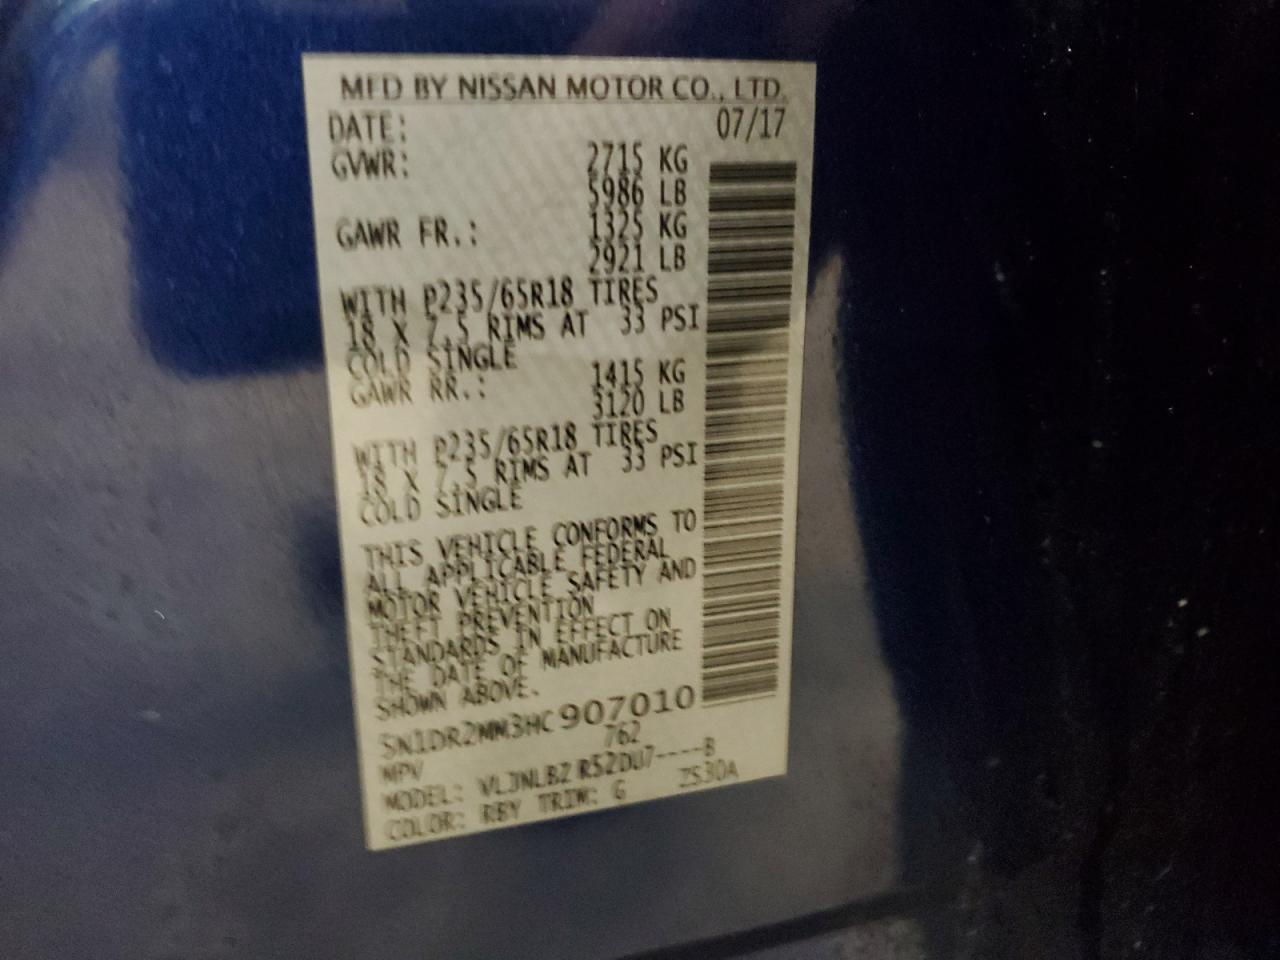 MFD BY NISSAN MOTOR CO., LTD.
DATE: 07/17
GVWR: 2715 KG
5986 LB
GAWR FR.: 1325 KG
2921 LB
WITH P235/65R18 TIRES
18 X 7.5 RIMS AT 33 PSI
COLD SINGLE
GAWR RR.: 1415 KG
3120 LB
WITH P235/65R18 TIRES
18 X 7.5 RIMS AT 33 PSI
COLD SINGLE
THIS VEHICLE CONFORMS TO
ALL APPLICABLE FEDERAL
MOTOR VEHICLE SAFETY AND
THEFT PREVENTION
STANDARDS IN EFFECT ON
THE DATE OF MANUFACTURE
SHOWN ABOVE.
5N1DR2MM3HC907010
MPV 762
MODEL: VLJNLBZ R52DU7----B
COLOR: RBY TRIM: G ZS30A